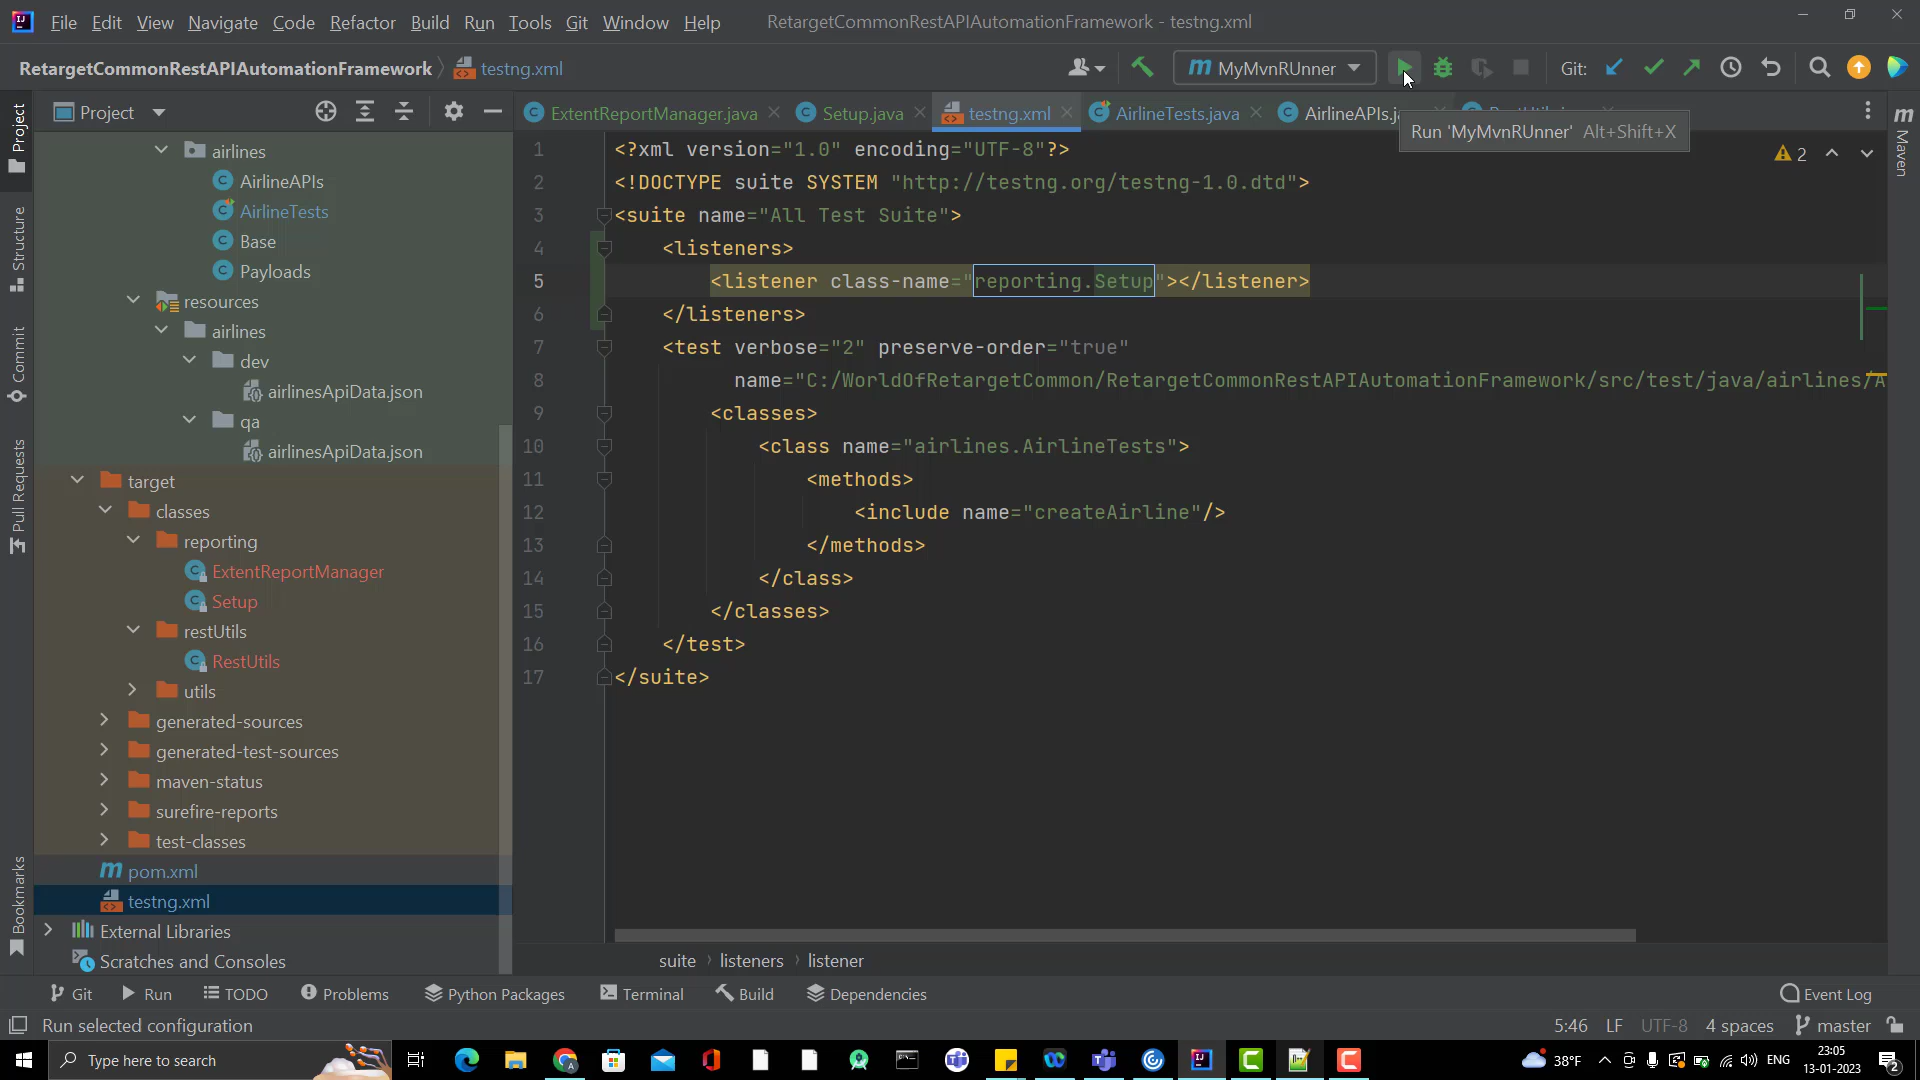 File Edit View Navigate Code Refactor Build Run Tools Git Window Help RetargetCommonRestAPIAutomationFramework - testng.xml
RetargetCommonRestAPIAutomationFramework testng.xml MyMvnRUnner Git:
Project ExtentReportManager.java Setup.java testng.xml AirlineTests.java AirlineAPIs.ja
Run 'MyMvnRUnner' Alt+Shift+X
2
Project
Structure
Commit
Pull Requests
Bookmarks
Maven
airlines
AirlineAPIs
AirlineTests
Base
Payloads
resources
airlines
dev
airlinesApiData.json
qa
airlinesApiData.json
target
classes
reporting
ExtentReportManager
Setup
restUtils
RestUtils
utils
generated-sources
generated-test-sources
maven-status
surefire-reports
test-classes
pom.xml
testng.xml
External Libraries
Scratches and Consoles
1 <?xml version="1.0" encoding="UTF-8"?>
2 <!DOCTYPE suite SYSTEM "http://testng.org/testng-1.0.dtd">
3 <suite name="All Test Suite">
4 <listeners>
5 <listener class-name="reporting.Setup"></listener>
6 </listeners>
7 <test verbose="2" preserve-order="true"
8 name="C:/WorldOfRetargetCommon/RetargetCommonRestAPIAutomationFramework/src/test/java/airlines/A
9 <classes>
10 <class name="airlines.AirlineTests">
11 <methods>
12 <include name="createAirline"/>
13 </methods>
14 </class>
15 </classes>
16 </test>
17 </suite>
suite listeners listener
Git Run TODO Problems Python Packages Terminal Build Dependencies Event Log
Run selected configuration 5:46 LF UTF-8 4 spaces master
Type here to search 38°F ENG 23:05
13-01-2023 2